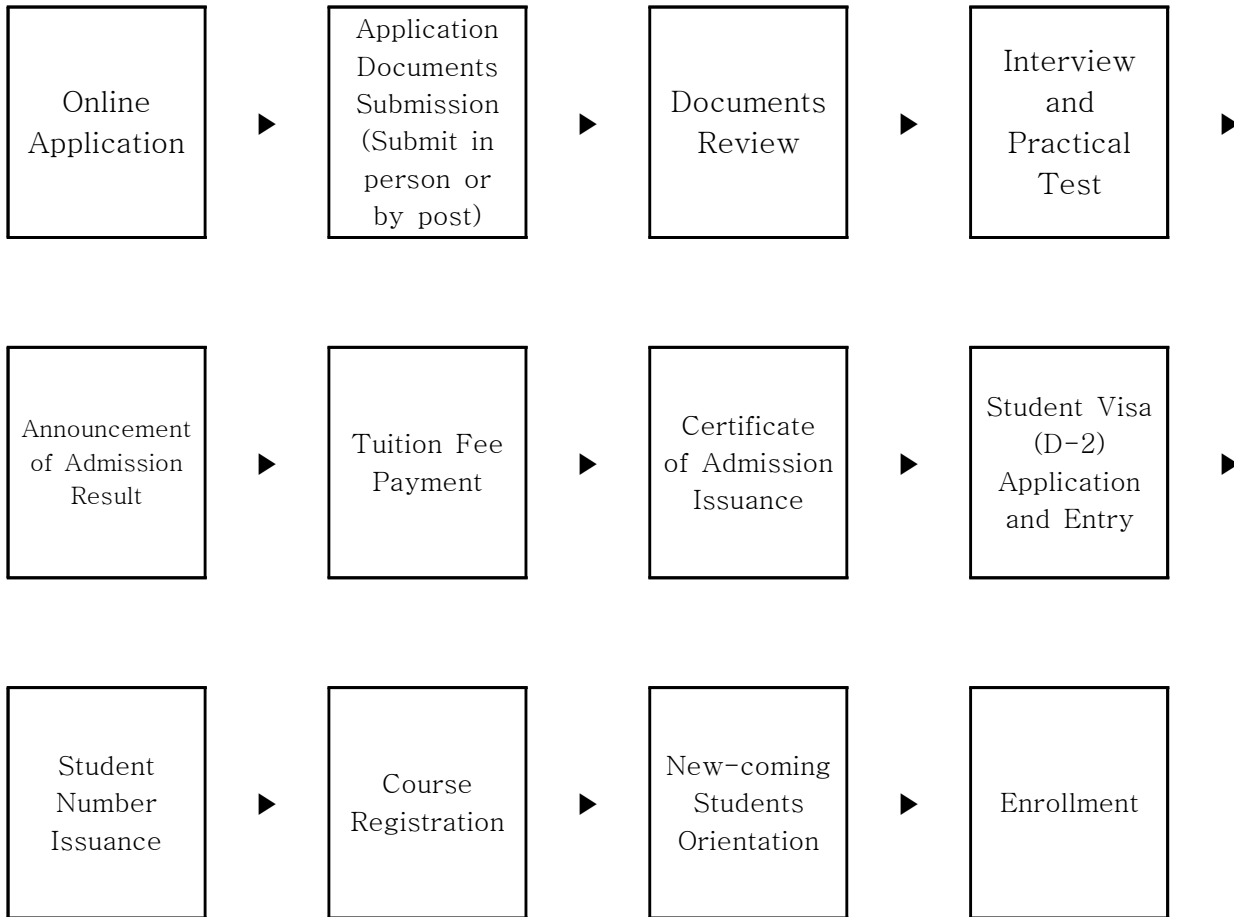 Online
Application
▶
Application
Documents
Submission
(Submit in
person or
by post)
▶
Documents
Review
▶
Interview
and
Practical
Test
▶
Announcement
of Admission
Result
▶
Tuition Fee
Payment
▶
Certificate
of Admission
Issuance
▶
Student Visa
(D-2)
Application
and Entry
▶
Student
Number
Issuance
▶
Course
Registration
▶
New-coming
Students
Orientation
▶
Enrollment